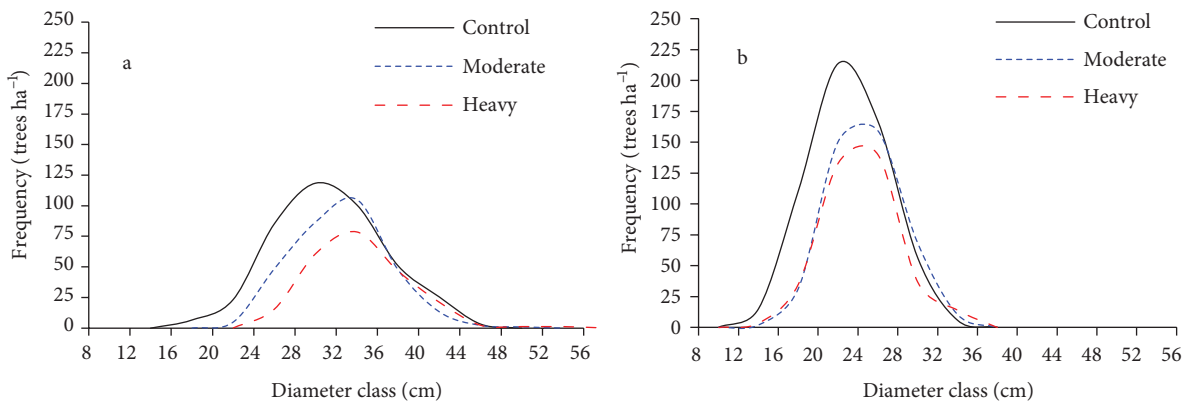 250
225
200
175
150
125
100
75
50
25
0
Frequency (trees ha⁻¹)
a
Control
Moderate
Heavy
8 12 16 20 24 28 32 36 40 44 48 52 56
Diameter class (cm)
250
225
200
175
150
125
100
75
50
25
0
Frequency (trees ha⁻¹)
b
Control
Moderate
Heavy
8 12 16 20 24 28 32 36 40 44 48 52 56
Diameter class (cm)